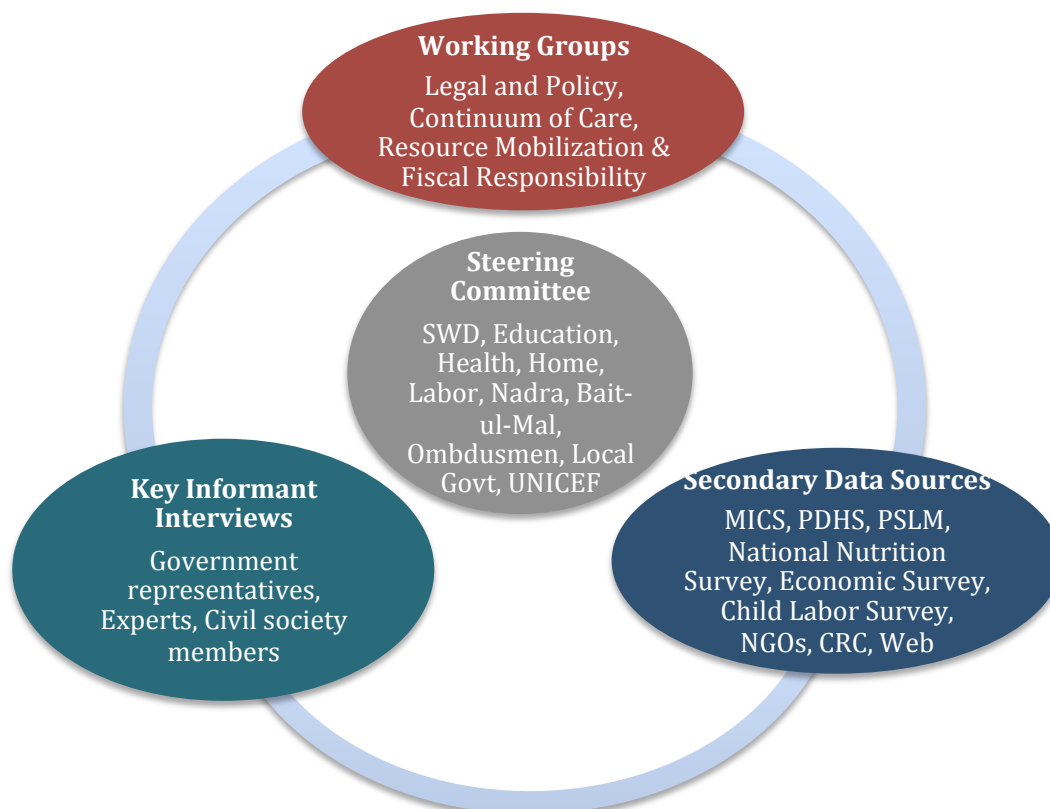 Working Groups
Legal and Policy,
Continuum of Care,
Resource Mobilization &
Fiscal Responsibility
Steering
Committee
SWD, Education,
Health, Home,
Labor, Nadra, Bait-
ul-Mal,
Ombdusmen, Local
Govt, UNICEF
Key Informant
Interviews
Government
representatives,
Experts, Civil society
members
Secondary Data Sources
MICS, PDHS, PSLM,
National Nutrition
Survey, Economic Survey,
Child Labor Survey,
NGOs, CRC, Web